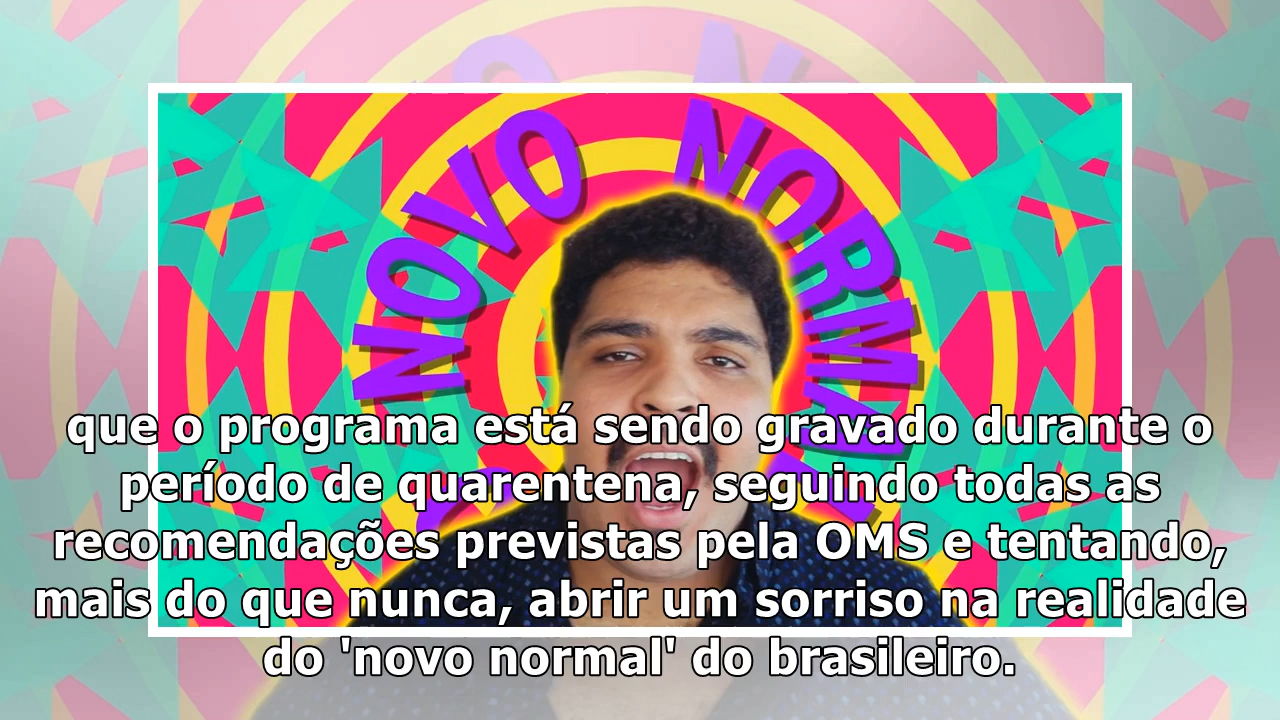 NOVO NORMAL
que o programa está sendo gravado durante o
período de quarentena, seguindo todas as
recomendações previstas pela OMS e tentando,
mais do que nunca, abrir um sorriso na realidade
do 'novo normal' do brasileiro.